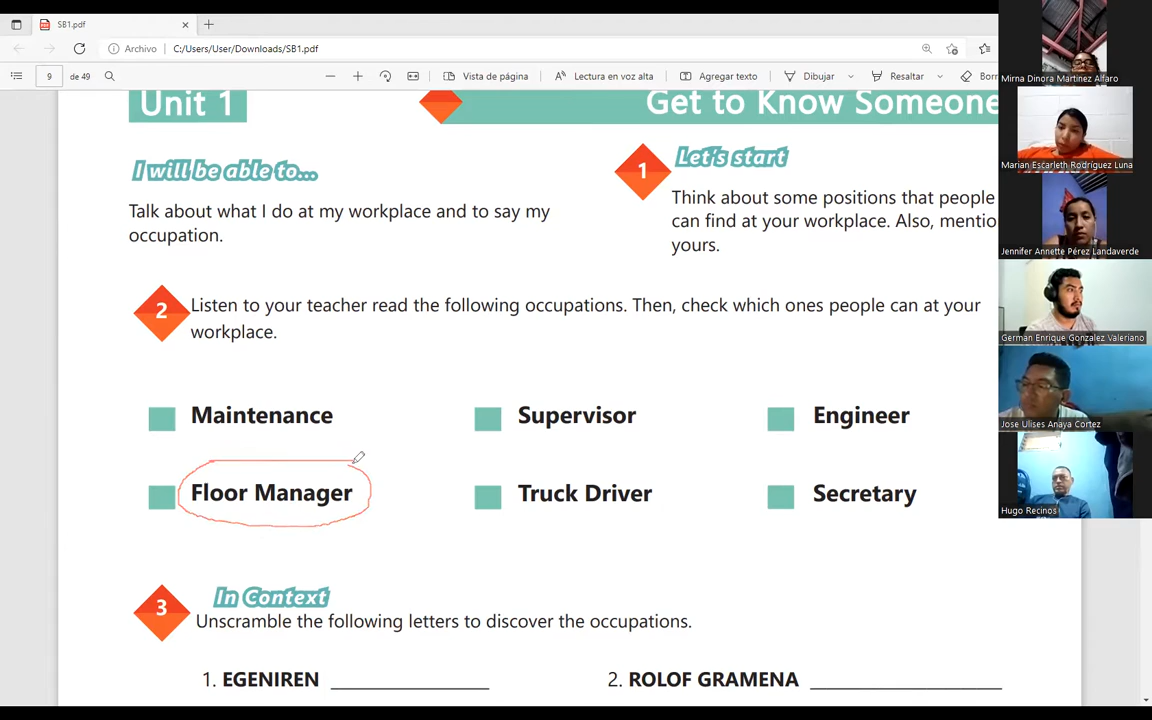 SB1.pdf
Archivo
C:/Users/User/Downloads/SB1.pdf
9
de 49
Vista de página
Lectura en voz alta
Agregar texto
Dibujar
Resaltar
Borr
Unit 1
Get to Know Someone
I will be able to...
Talk about what I do at my workplace and to say my
occupation.
1
Let's start
Think about some positions that people
can find at your workplace. Also, mentio
yours.
2
Listen to your teacher read the following occupations. Then, check which ones people can at your
workplace.
Maintenance
Supervisor
Engineer
Floor Manager
Truck Driver
Secretary
3
In Context
Unscramble the following letters to discover the occupations.
1. EGENIREN _______________
2. ROLOF GRAMENA _________________
Mirna Dinora Martinez Alfaro
Marian Escarleth Rodríguez Luna
Jennifer Annette Pérez Landaverde
German Enrique Gonzalez Valeriano
Jose Ulises Anaya Cortez
Hugo Recinos